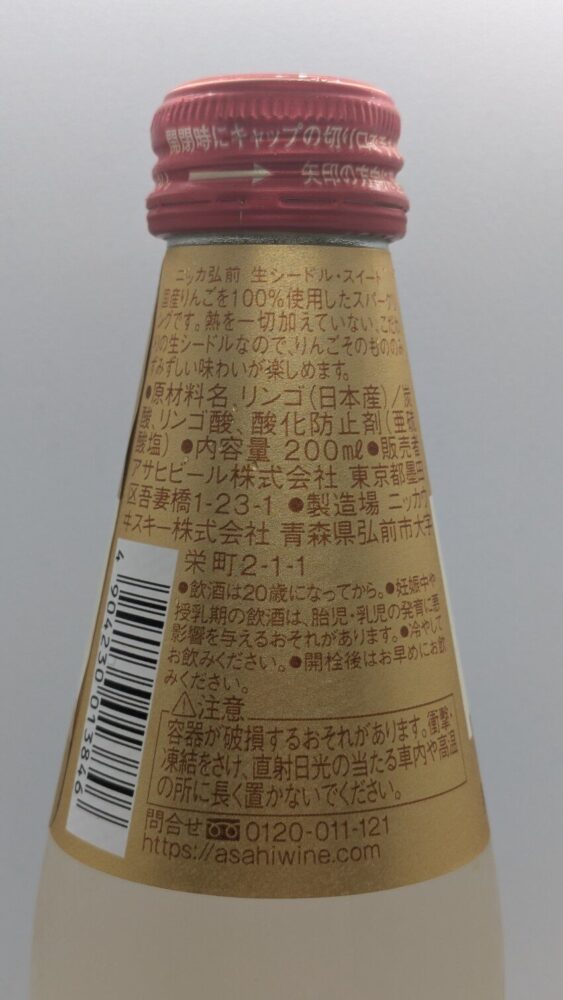 開閉時にキャップの切り口で
矢印の方向
ニッカ弘前 生シードル・スイート
国産りんごを100%使用したスパークリ
ングです。熱を一切加えていない、こだわ
りの生シードルなので、りんごそのもののみ
ずみずしい味わいが楽しめます。
●原材料名、リンゴ(日本産)/炭
酸、リンゴ酸、酸化防止剤(亜硫
酸塩) ●内容量 200ml ●販売者
アサヒビール株式会社 東京都墨田
区吾妻橋1-23-1 ●製造場 ニッカウ
ヰスキー株式会社 青森県弘前市大字
栄町2-1-1
●飲酒は20歳になってから。●妊娠中や
授乳期の飲酒は、胎児・乳児の発育に悪
影響を与えるおそれがあります。●冷やして
お飲みください。●開栓後はお早めにお飲
みください。
⚠注意
容器が破損するおそれがあります。衝撃・
凍結をさけ、直射日光の当たる車内や高温
の所に長く置かないでください。
問合せ 0120-011-121
https://asahiwine.com
4904230013846